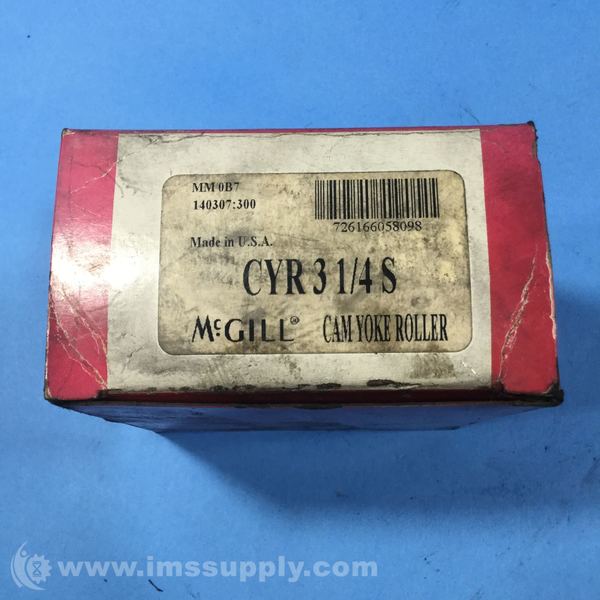 MM 0B7
140307:300
726166058098
Made in U.S.A.
CYR 3 1/4 S
McGILL® CAM YOKE ROLLER
www.imssupply.com